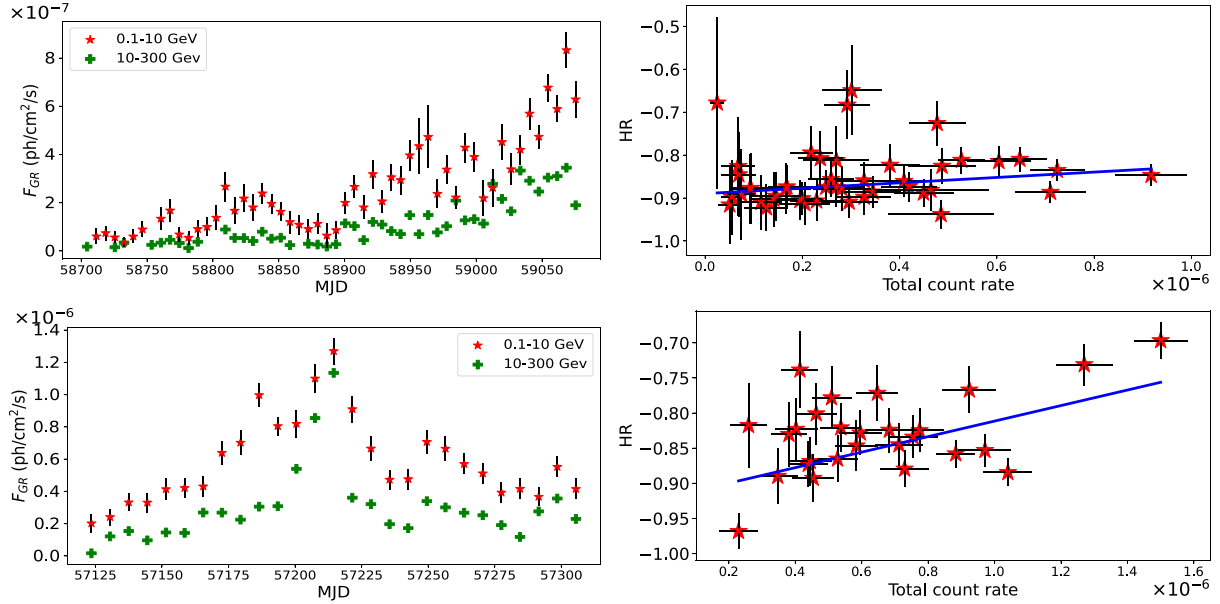 ×10⁻⁷
8
6
4
2
0
F_GR (ph/cm²/s)
0.1-10 GeV
10-300 Gev
58700 58750 58800 58850 58900 58950 59000 59050
MJD
−0.5
−0.6
−0.7
−0.8
−0.9
−1.0
HR
0.0 0.2 0.4 0.6 0.8 1.0
Total count rate
×10⁻⁶
×10⁻⁶
1.4
1.2
1.0
0.8
0.6
0.4
0.2
0.0
F_GR (ph/cm²/s)
0.1-10 GeV
10-300 Gev
57125 57150 57175 57200 57225 57250 57275 57300
MJD
−0.70
−0.75
−0.80
−0.85
−0.90
−0.95
−1.00
HR
0.2 0.4 0.6 0.8 1.0 1.2 1.4 1.6
Total count rate
×10⁻⁶